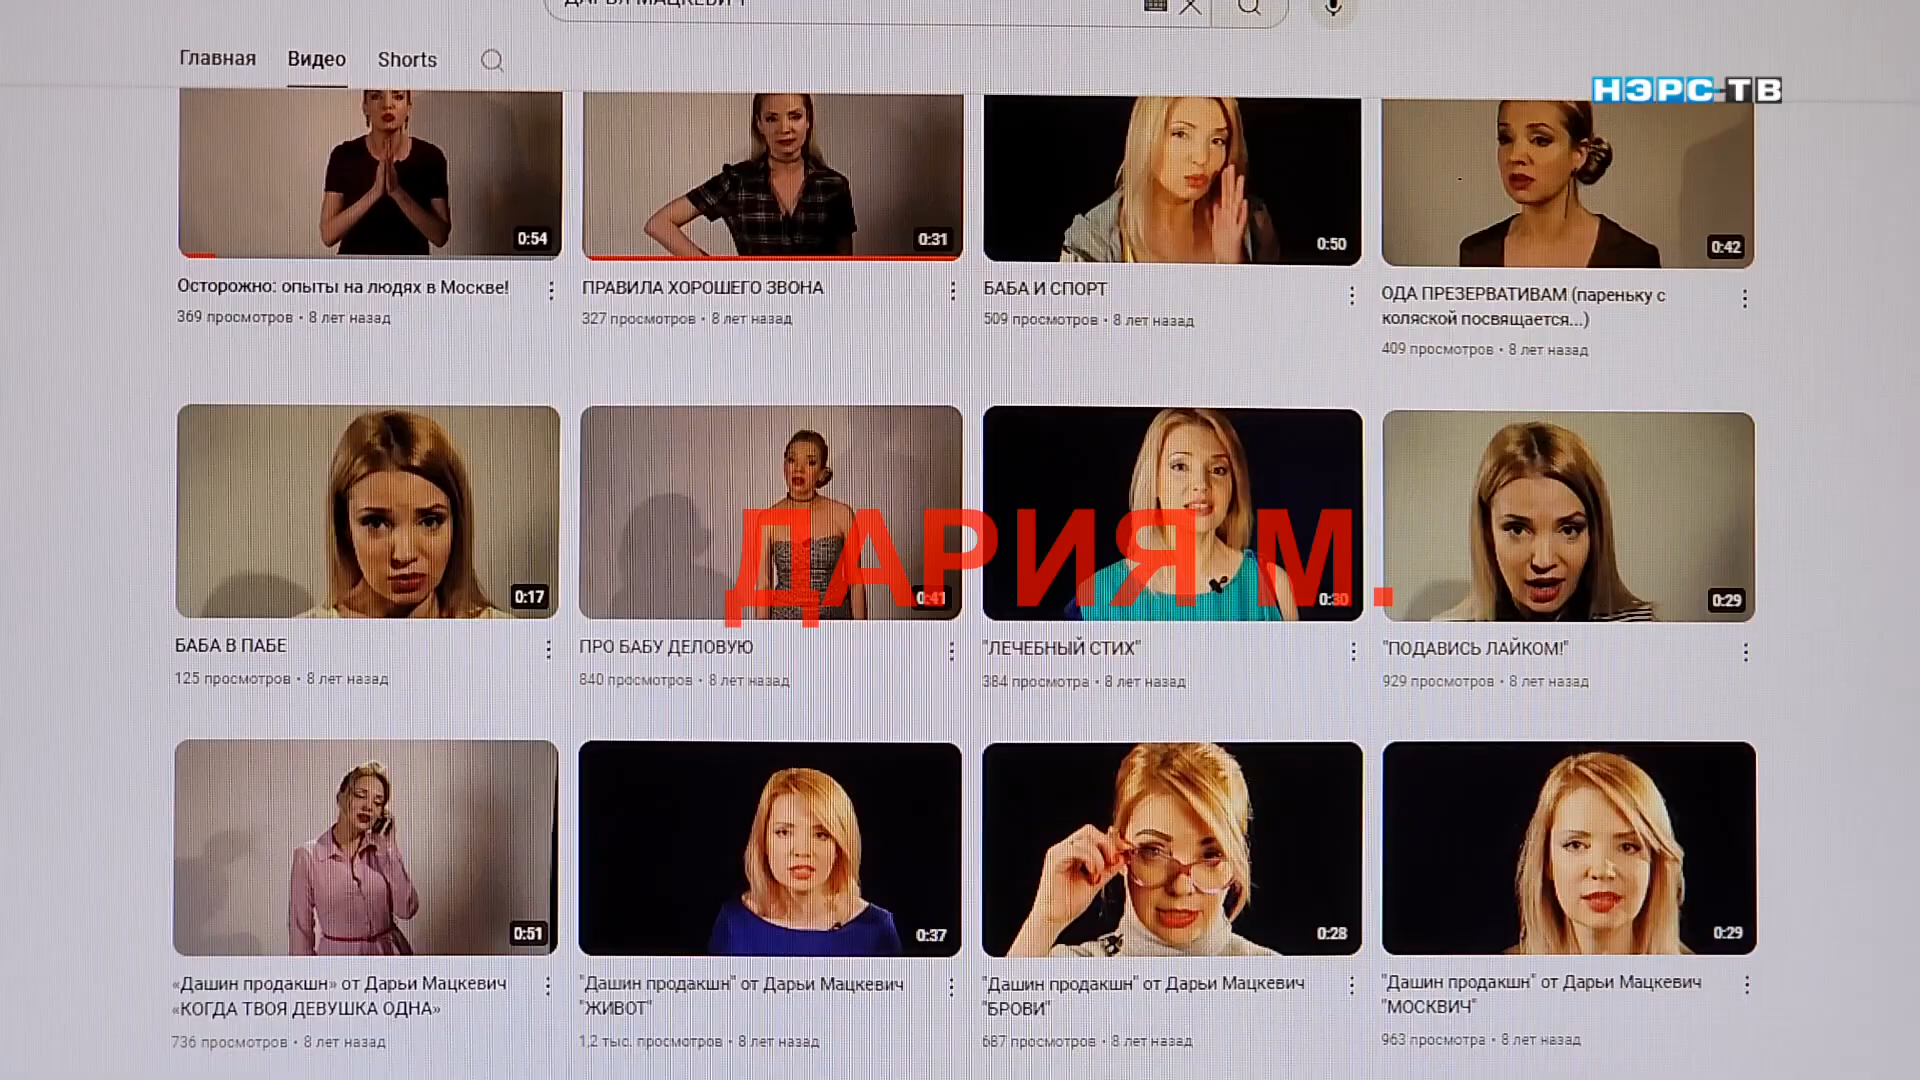 ДАРЬЯ МАЦКЕВИЧ
Главная Видео Shorts
НЭРС-ТВ
0:54 0:31 0:50 0:42
Осторожно: опыты на людях в Москве!
369 просмотров • 8 лет назад
ПРАВИЛА ХОРОШЕГО ЗВОНА
327 просмотров • 8 лет назад
БАБА И СПОРТ
509 просмотров • 8 лет назад
ОДА ПРЕЗЕРВАТИВАМ (пареньку с
коляской посвящается...)
409 просмотров • 8 лет назад
ДАРИЯ М.
0:17 0:41 0:30 0:29
БАБА В ПАБЕ
125 просмотров • 8 лет назад
ПРО БАБУ ДЕЛОВУЮ
840 просмотров • 8 лет назад
"ЛЕЧЕБНЫЙ СТИХ"
384 просмотра • 8 лет назад
"ПОДАВИСЬ ЛАЙКОМ!"
929 просмотров • 8 лет назад
0:51 0:37 0:28 0:29
«Дашин продакшн» от Дарьи Мацкевич
«КОГДА ТВОЯ ДЕВУШКА ОДНА»
736 просмотров • 8 лет назад
"Дашин продакшн" от Дарьи Мацкевич
"ЖИВОТ"
1,2 тыс. просмотров • 8 лет назад
"Дашин продакшн" от Дарьи Мацкевич
"БРОВИ"
687 просмотров • 8 лет назад
"Дашин продакшн" от Дарьи Мацкевич
"МОСКВИЧ"
963 просмотра • 8 лет назад